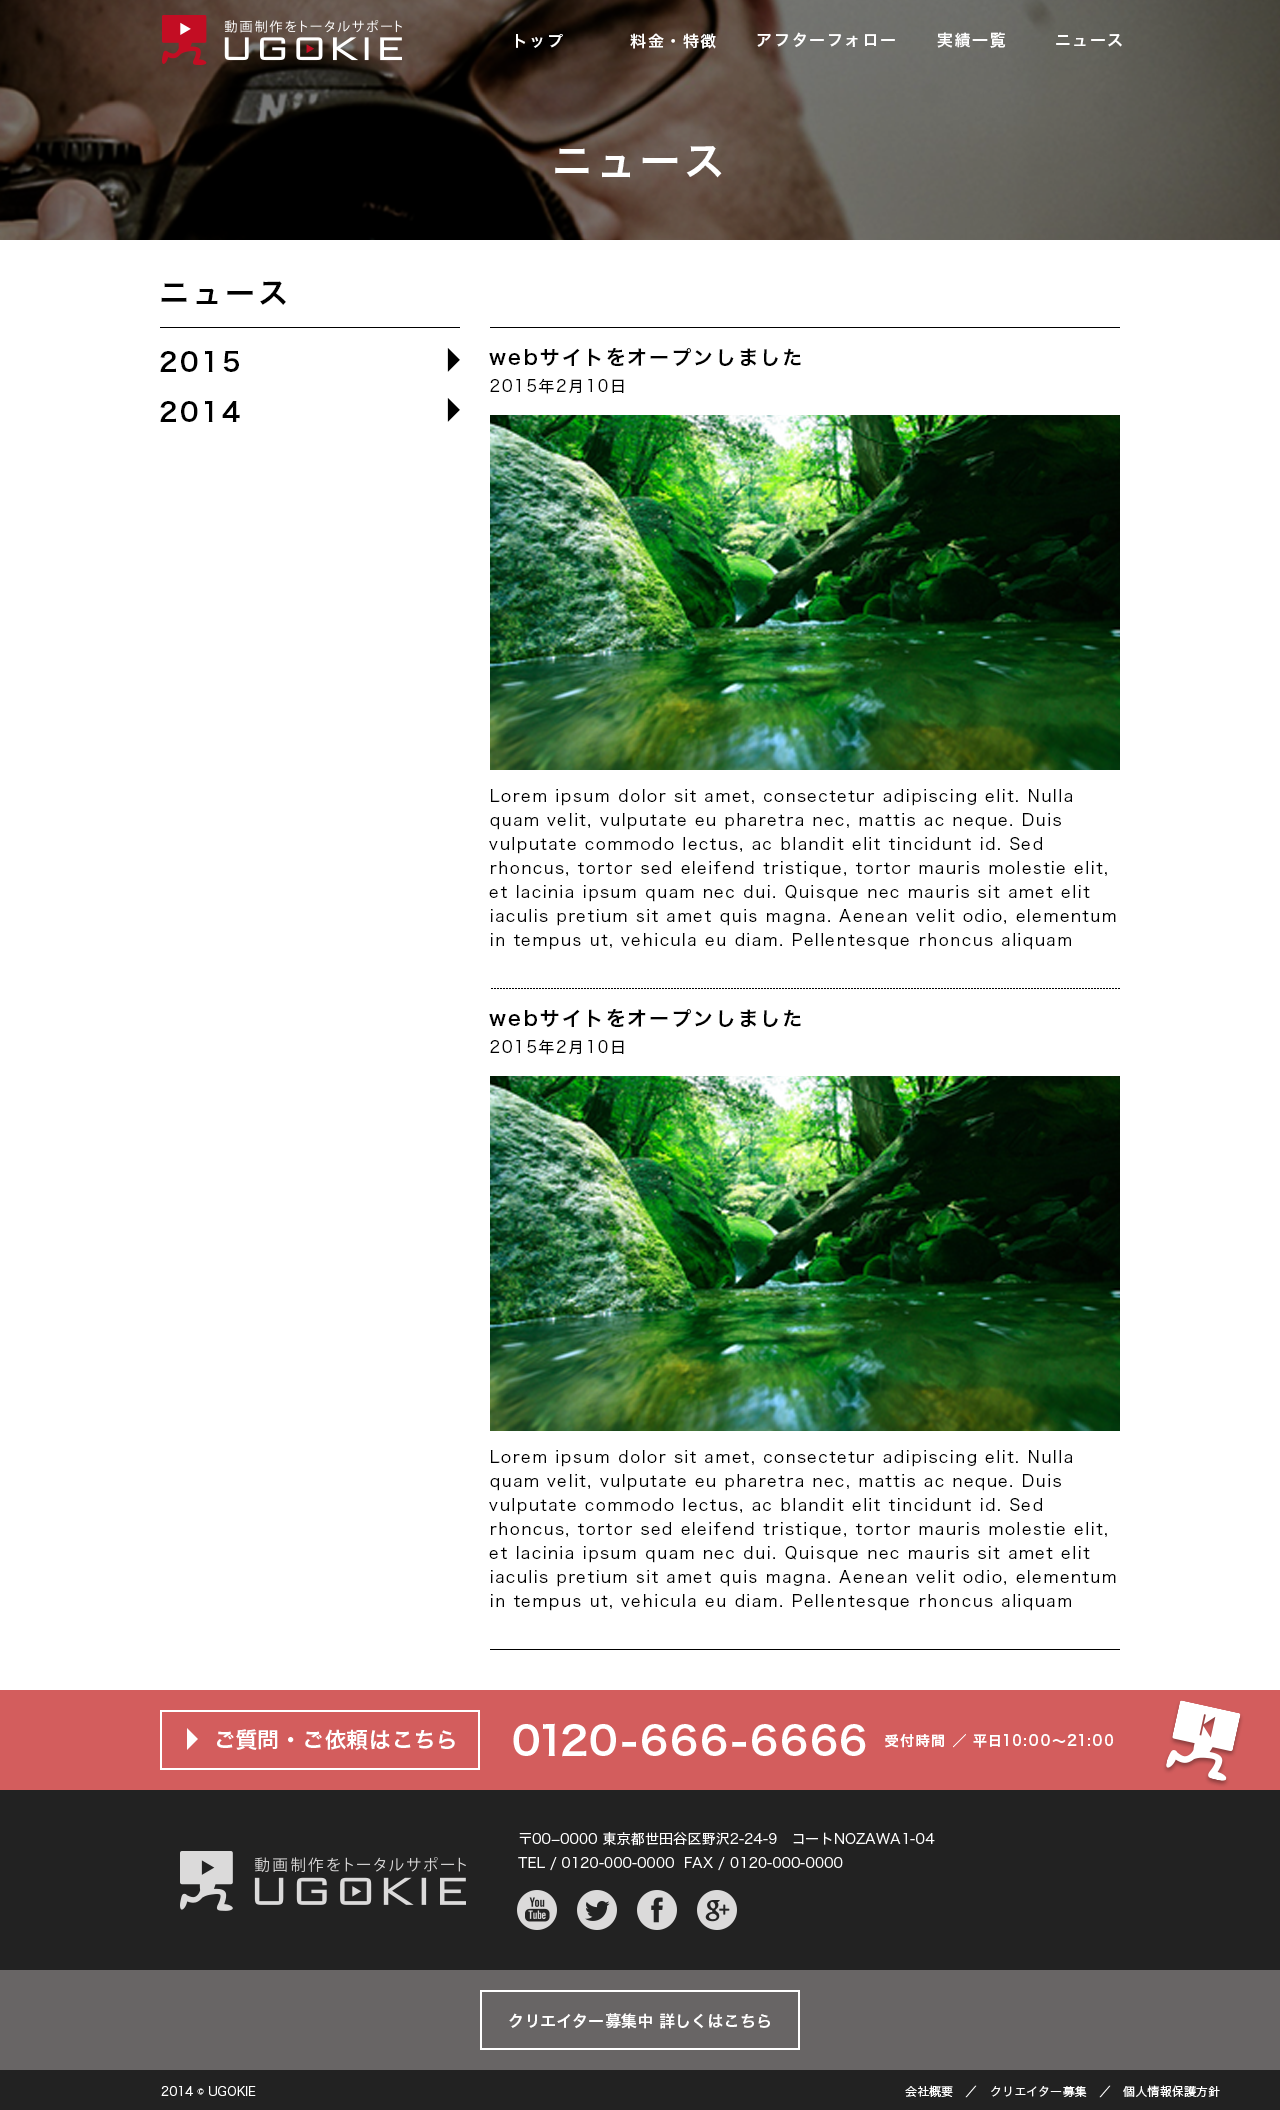 動画制作をトータルサポート
UGOKIE
トップ 料金・特徴 アフターフォロー 実績一覧 ニュース
ニュース
ニュース
2015
2014
webサイトをオープンしました
2015年2月10日
Lorem ipsum dolor sit amet, consectetur adipiscing elit. Nulla
quam velit, vulputate eu pharetra nec, mattis ac neque. Duis
vulputate commodo lectus, ac blandit elit tincidunt id. Sed
rhoncus, tortor sed eleifend tristique, tortor mauris molestie elit,
et lacinia ipsum quam nec dui. Quisque nec mauris sit amet elit
iaculis pretium sit amet quis magna. Aenean velit odio, elementum
in tempus ut, vehicula eu diam. Pellentesque rhoncus aliquam
webサイトをオープンしました
2015年2月10日
Lorem ipsum dolor sit amet, consectetur adipiscing elit. Nulla
quam velit, vulputate eu pharetra nec, mattis ac neque. Duis
vulputate commodo lectus, ac blandit elit tincidunt id. Sed
rhoncus, tortor sed eleifend tristique, tortor mauris molestie elit,
et lacinia ipsum quam nec dui. Quisque nec mauris sit amet elit
iaculis pretium sit amet quis magna. Aenean velit odio, elementum
in tempus ut, vehicula eu diam. Pellentesque rhoncus aliquam
ご質問・ご依頼はこちら
0120-666-6666 受付時間 ／ 平日10:00〜21:00
動画制作をトータルサポート
UGOKIE
〒00−0000 東京都世田谷区野沢2-24-9　コートNOZAWA1-04
TEL / 0120-000-0000 FAX / 0120-000-0000
You Tube
f
g+
クリエイター募集中 詳しくはこちら
2014 © UGOKIE
会社概要　／　クリエイター募集　／　個人情報保護方針